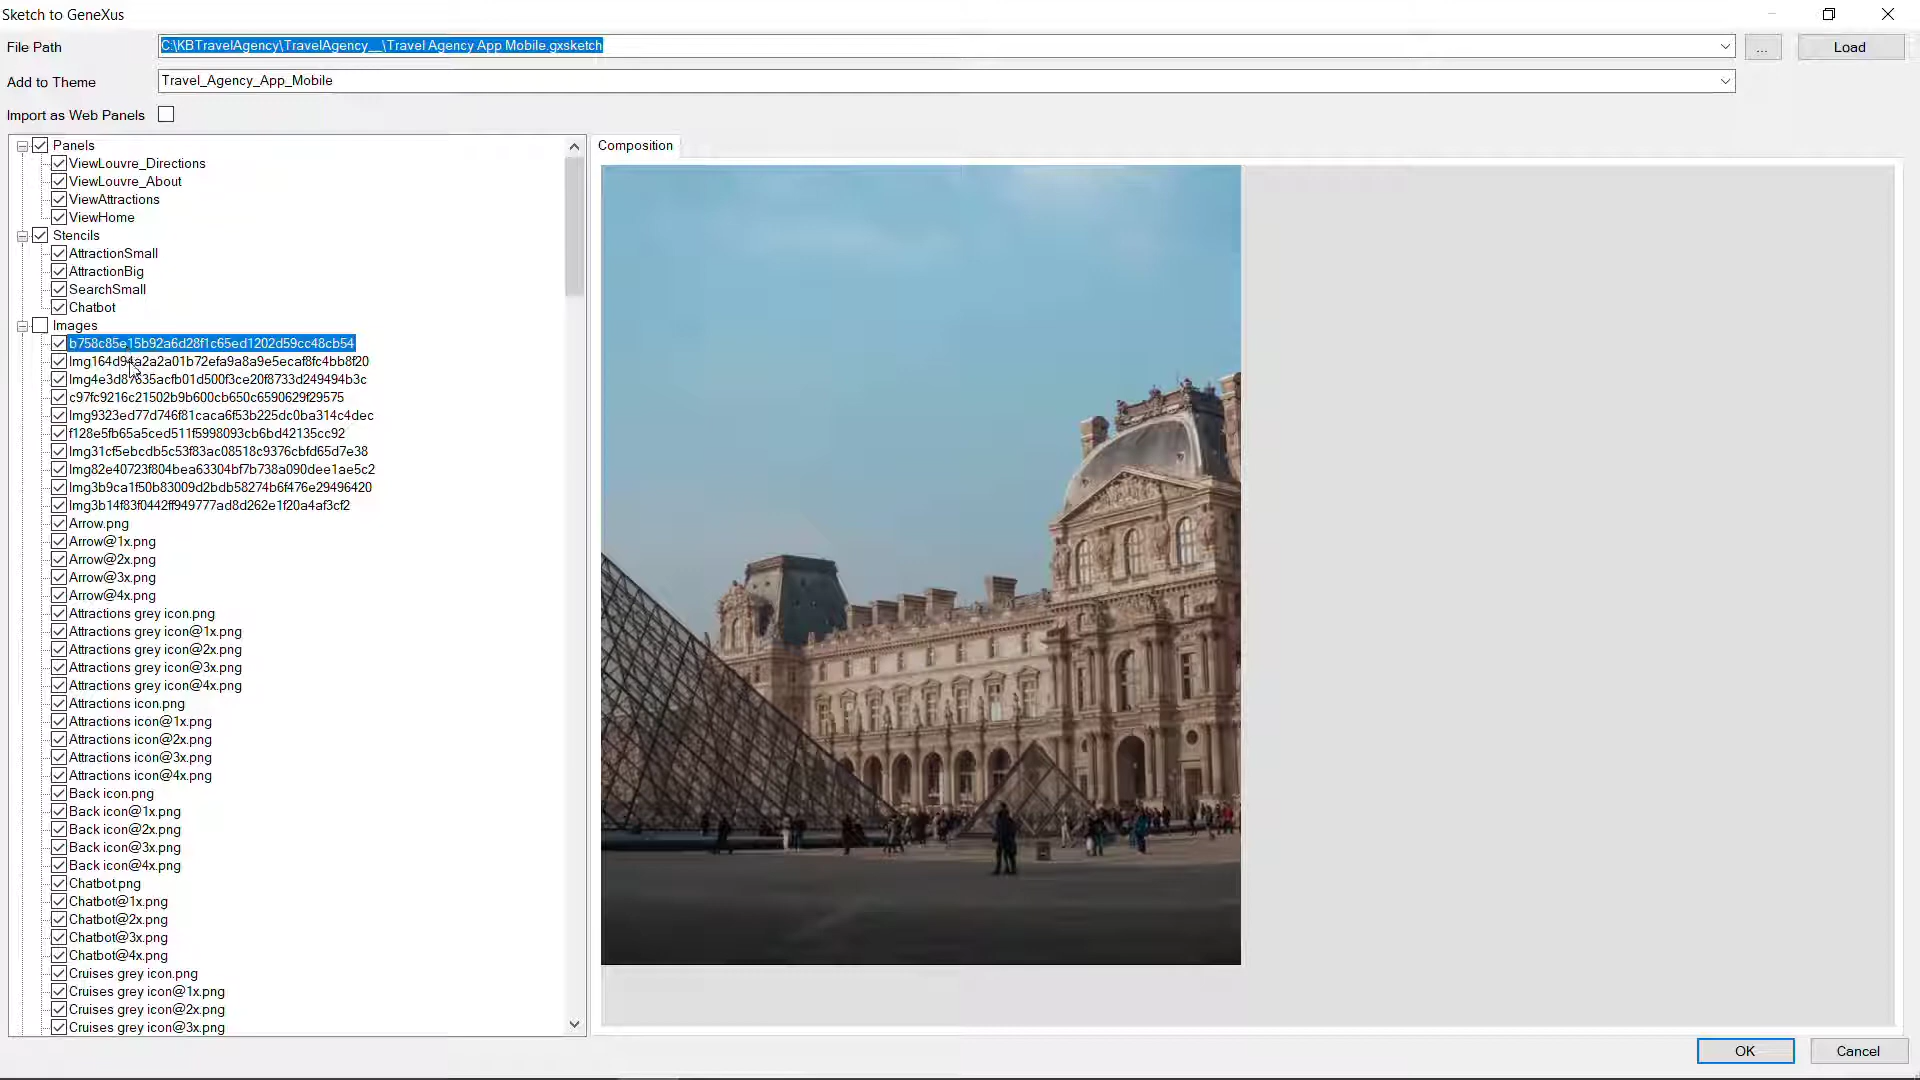 Sketch to GeneXus
File Path
C:\KBTravelAgency\TravelAgency__\Travel Agency App Mobile.gxsketch
...
Load
Add to Theme
Travel_Agency_App_Mobile
Import as Web Panels
Panels
ViewLouvre_Directions
ViewLouvre_About
ViewAttractions
ViewHome
Stencils
AttractionSmall
AttractionBig
SearchSmall
Chatbot
Images
b758c85e15b92a6d28f1c65ed1202d59cc48cb54
Img164d94a2a2a01b72efa9a8a9e5ecaf8fc4bb8f20
Img4e3d87635acfb01d500f3ce20f8733d249494b3c
c97fc9216c21502b9b600cb650c6590629f29575
Img9323ed77d746f81caca6f53b225dc0ba314c4dec
f128e5fb65a5ced511f5998093cb6bd42135cc92
Img31cf5ebcdb5c53f83ac08518c9376cbfd65d7e38
Img82e40723f804bea63304bf7b738a090dee1ae5c2
Img3b9ca1f50b83009d2bdb58274b6f476e29496420
Img3b14f83f0442ff949777ad8d262e1f20a4af3cf2
Arrow.png
Arrow@1x.png
Arrow@2x.png
Arrow@3x.png
Arrow@4x.png
Attractions grey icon.png
Attractions grey icon@1x.png
Attractions grey icon@2x.png
Attractions grey icon@3x.png
Attractions grey icon@4x.png
Attractions icon.png
Attractions icon@1x.png
Attractions icon@2x.png
Attractions icon@3x.png
Attractions icon@4x.png
Back icon.png
Back icon@1x.png
Back icon@2x.png
Back icon@3x.png
Back icon@4x.png
Chatbot.png
Chatbot@1x.png
Chatbot@2x.png
Chatbot@3x.png
Chatbot@4x.png
Cruises grey icon.png
Cruises grey icon@1x.png
Cruises grey icon@2x.png
Cruises grey icon@3x.png
Composition
OK
Cancel